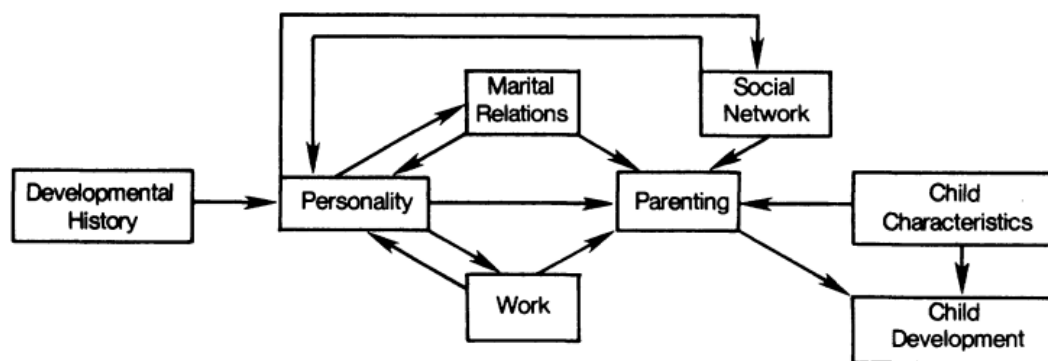 Marital
Relations
Social
Network
Developmental
History
Personality
Parenting
Child
Characteristics
Work
Child
Development